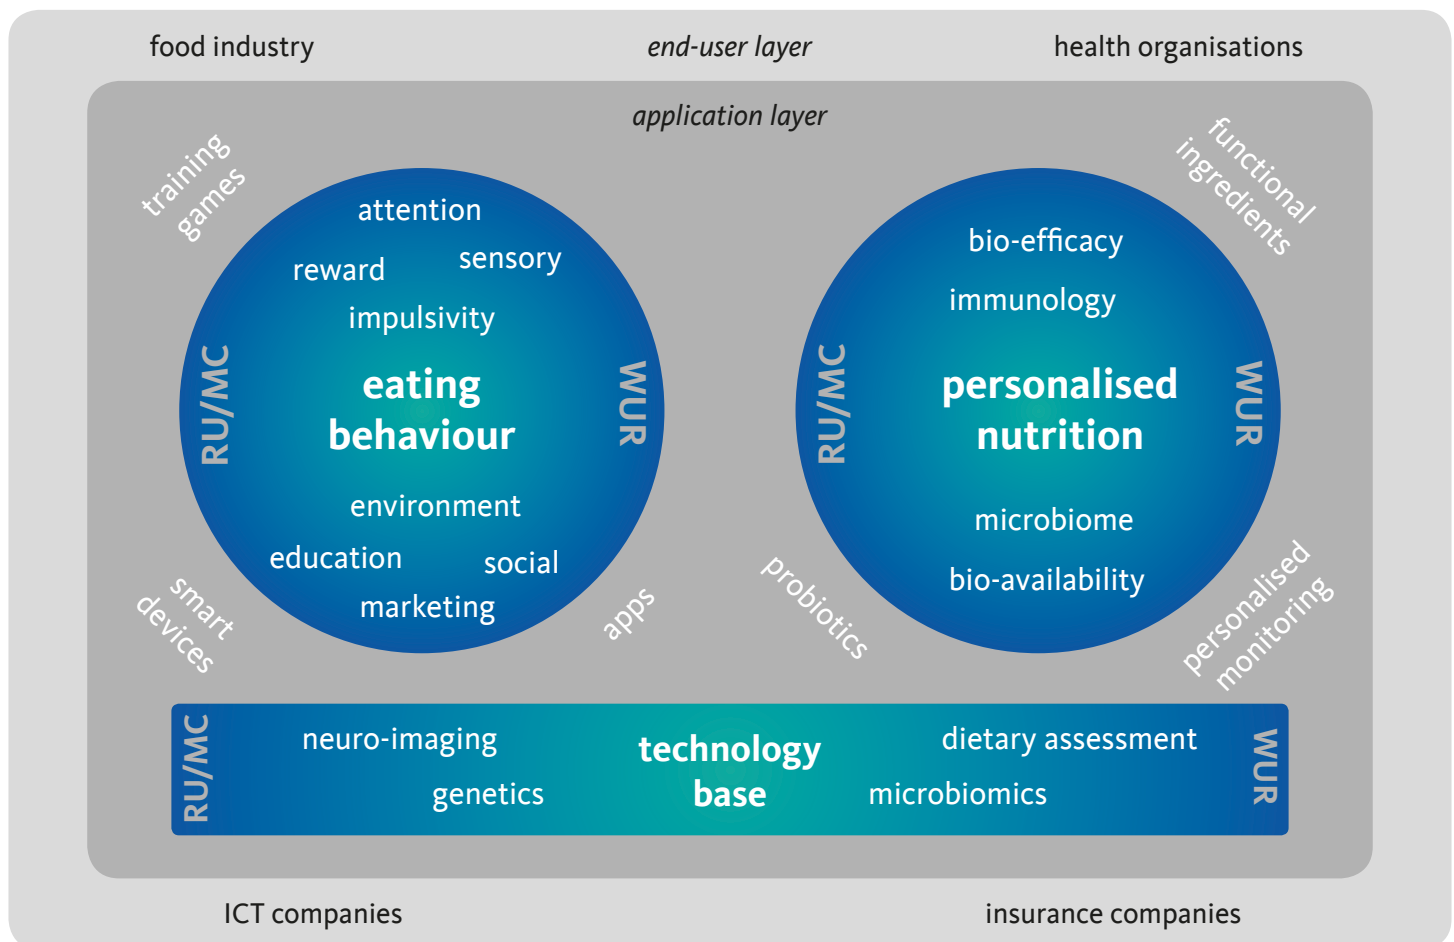 food industry
end-user layer
health organisations
application layer
training
games
functional
ingredients
attention
reward
sensory
impulsivity
RU/MC
eating
behaviour
WUR
environment
education
social
marketing
smart
devices
apps
bio-efficacy
immunology
RU/MC
personalised
nutrition
WUR
microbiome
bio-availability
probiotics
personalised
monitoring
RU/MC
neuro-imaging
genetics
technology
base
dietary assessment
microbiomics
WUR
ICT companies
insurance companies